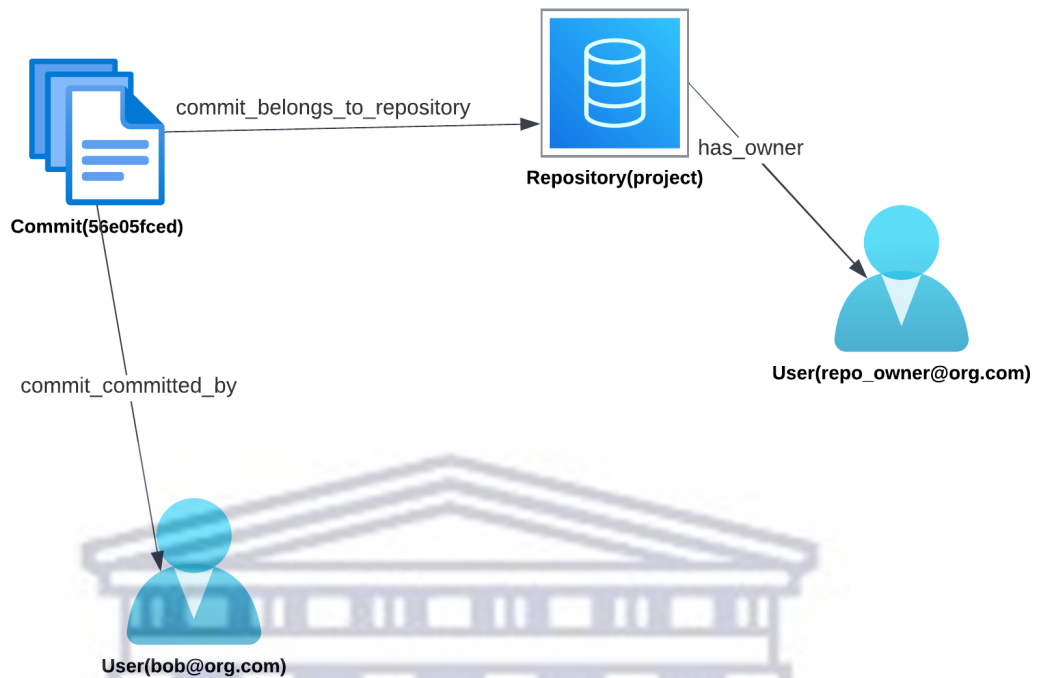 commit_belongs_to_repository
has_owner
Repository(project)
Commit(56e05fced)
User(repo_owner@org.com)
commit_committed_by
User(bob@org.com)